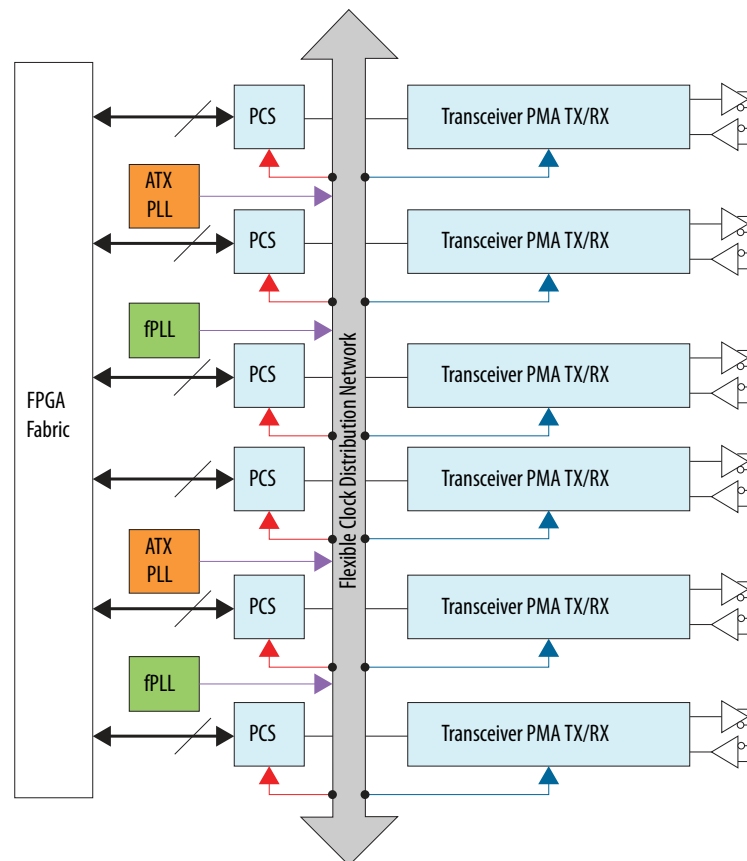 PCS
Transceiver PMA TX/RX
ATX
PLL
PCS
Transceiver PMA TX/RX
fPLL
PCS
Transceiver PMA TX/RX
FPGA
Fabric
Flexible Clock Distribution Network
PCS
Transceiver PMA TX/RX
ATX
PLL
PCS
Transceiver PMA TX/RX
fPLL
PCS
Transceiver PMA TX/RX